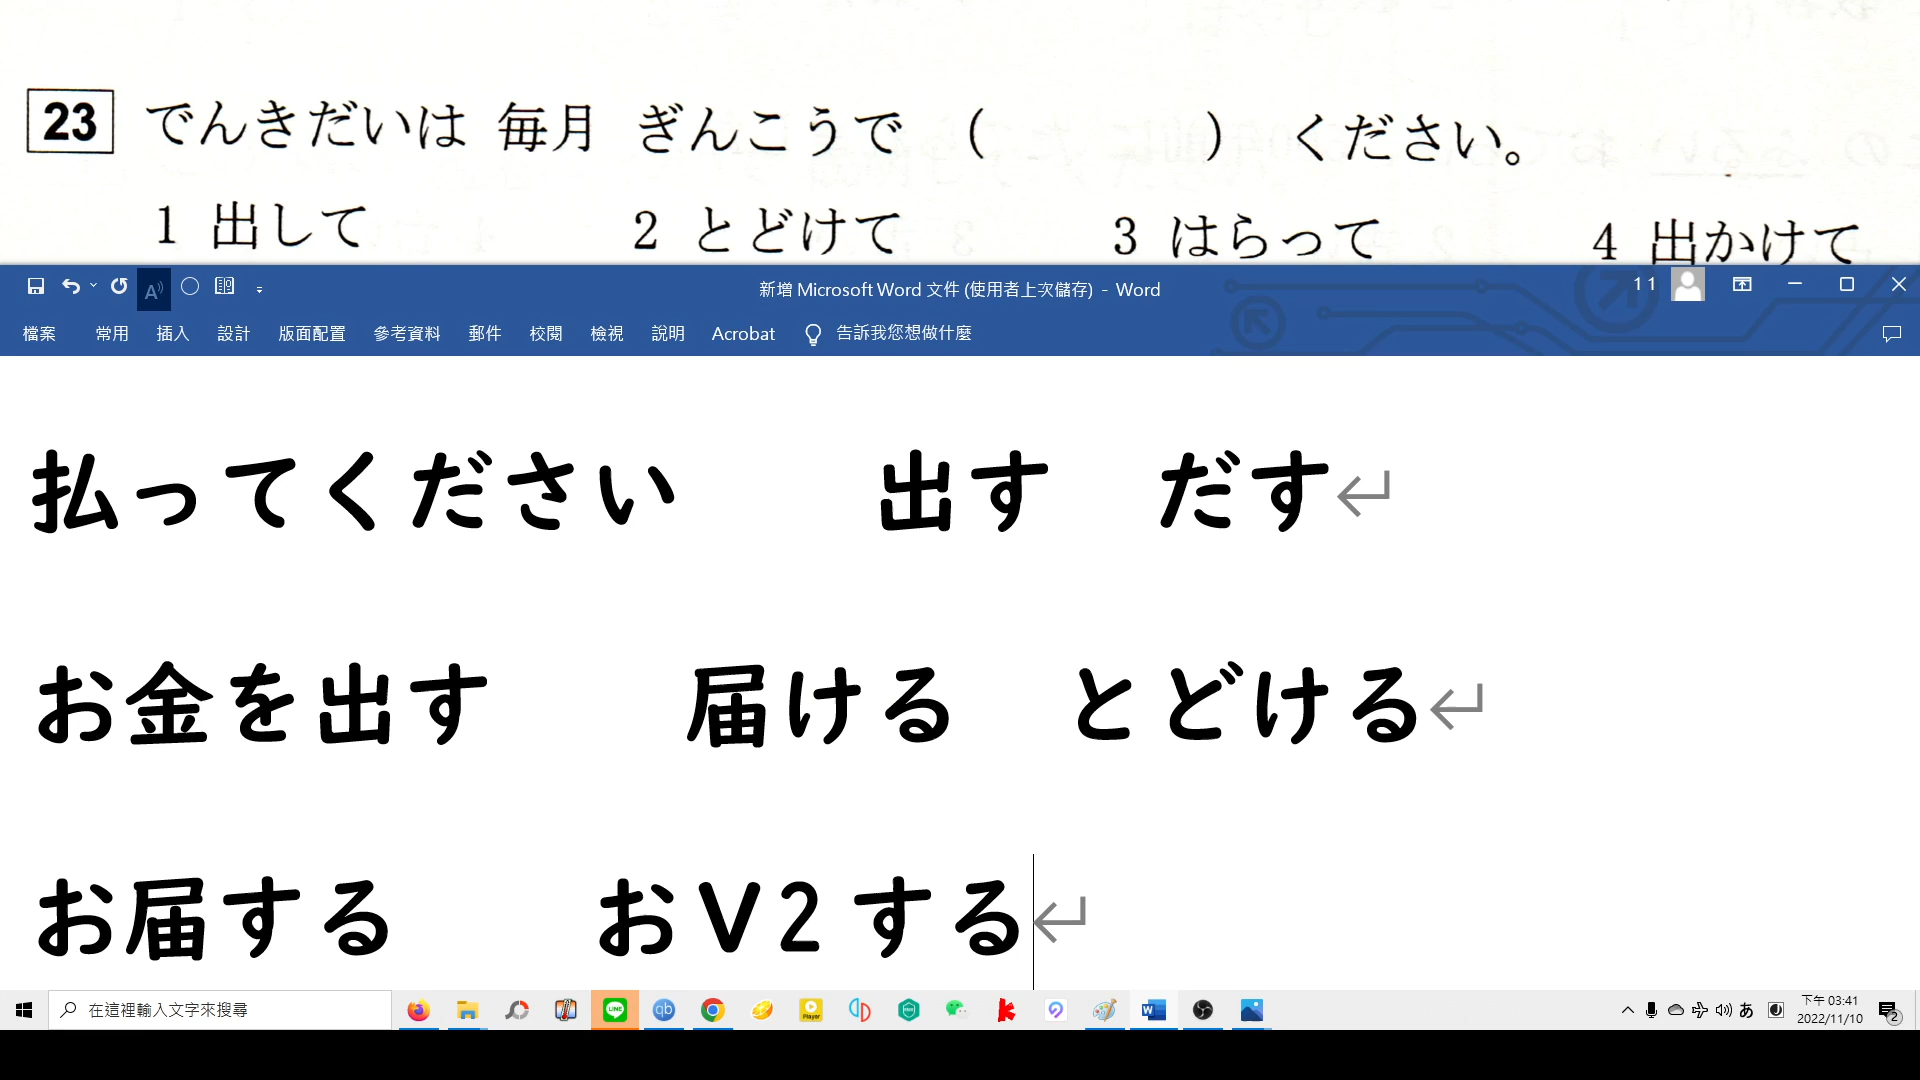 23 でんきだいは 毎月 ぎんこうで ( ) ください。
1 出して 2 とどけて 3 はらって 4 出かけて
新增 Microsoft Word 文件 (使用者上次儲存) - Word
1 1
檔案 常用 插入 設計 版面配置 參考資料 郵件 校閱 檢視 說明 Acrobat 告訴我您想做什麼
払ってください 出す だす
お金を出す 届ける とどける
お届する おV2する
在這裡輸入文字來搜尋
下午 03:41
2022/11/10